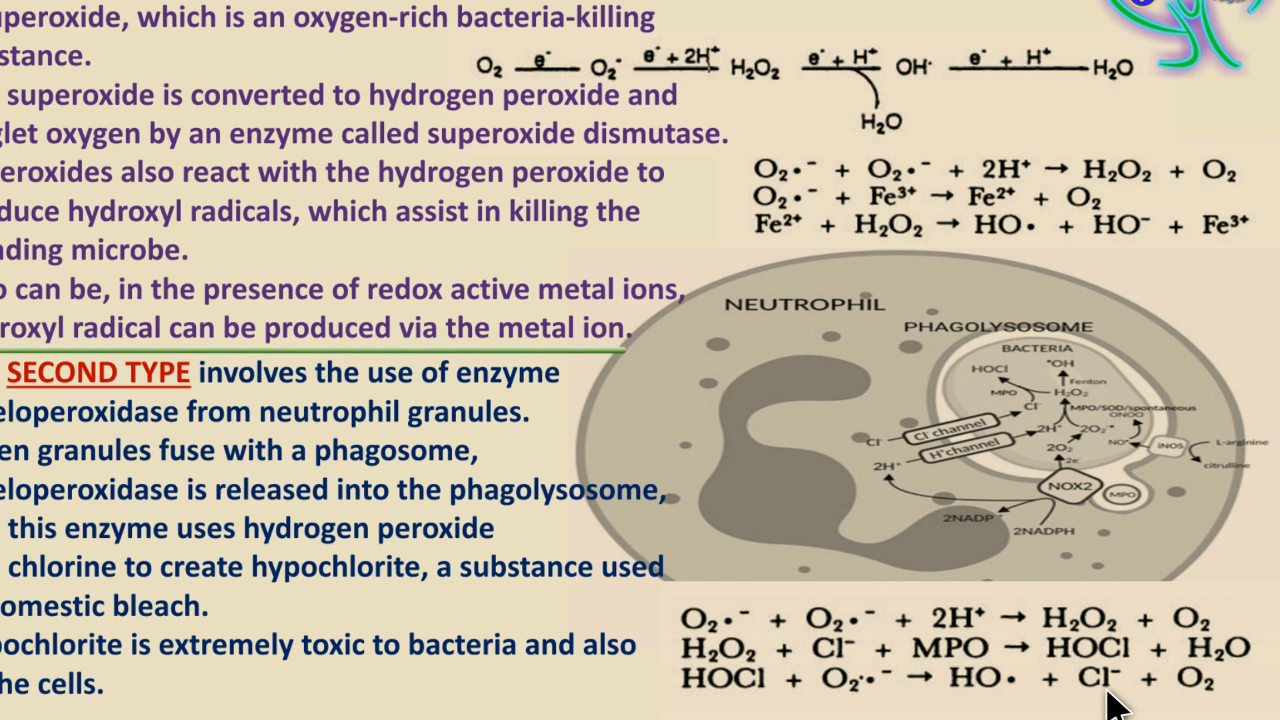 uperoxide, which is an oxygen-rich bacteria-killing
stance.
superoxide is converted to hydrogen peroxide and
glet oxygen by an enzyme called superoxide dismutase.
eroxides also react with the hydrogen peroxide to
duce hydroxyl radicals, which assist in killing the
ading microbe.
o can be, in the presence of redox active metal ions,
roxyl radical can be produced via the metal ion.
SECOND TYPE involves the use of enzyme
eloperoxidase from neutrophil granules.
en granules fuse with a phagosome,
eloperoxidase is released into the phagolysosome,
this enzyme uses hydrogen peroxide
chlorine to create hypochlorite, a substance used
omestic bleach.
pochlorite is extremely toxic to bacteria and also
he cells.
O₂ e⁻ O₂⁻ e⁻ + 2H⁺ H₂O₂ e⁻ + H⁺ OH· e⁻ + H⁺ H₂O
H₂O
O₂•⁻ + O₂•⁻ + 2H⁺ → H₂O₂ + O₂
O₂•⁻ + Fe³⁺ → Fe²⁺ + O₂
Fe²⁺ + H₂O₂ → HO• + HO⁻ + Fe³⁺
NEUTROPHIL
PHAGOLYSOSOME
BACTERIA
HOCl
•OH
Fenton
MPO
H₂O₂
Cl⁻
MPO/SOD/spontaneous
ONOO⁻
Cl⁻
Cl⁻ channel
2H⁺
2O₂•⁻
NO•
iNOS
L-arginine
citrulline
2H⁺
H⁺channel
2O₂
2e⁻
NOX2
MPO
2NADP⁺
2NADPH
O₂•⁻ + O₂•⁻ + 2H⁺ → H₂O₂ + O₂
H₂O₂ + Cl⁻ + MPO → HOCl + H₂O
HOCl + O₂•⁻ → HO• + Cl⁻ + O₂